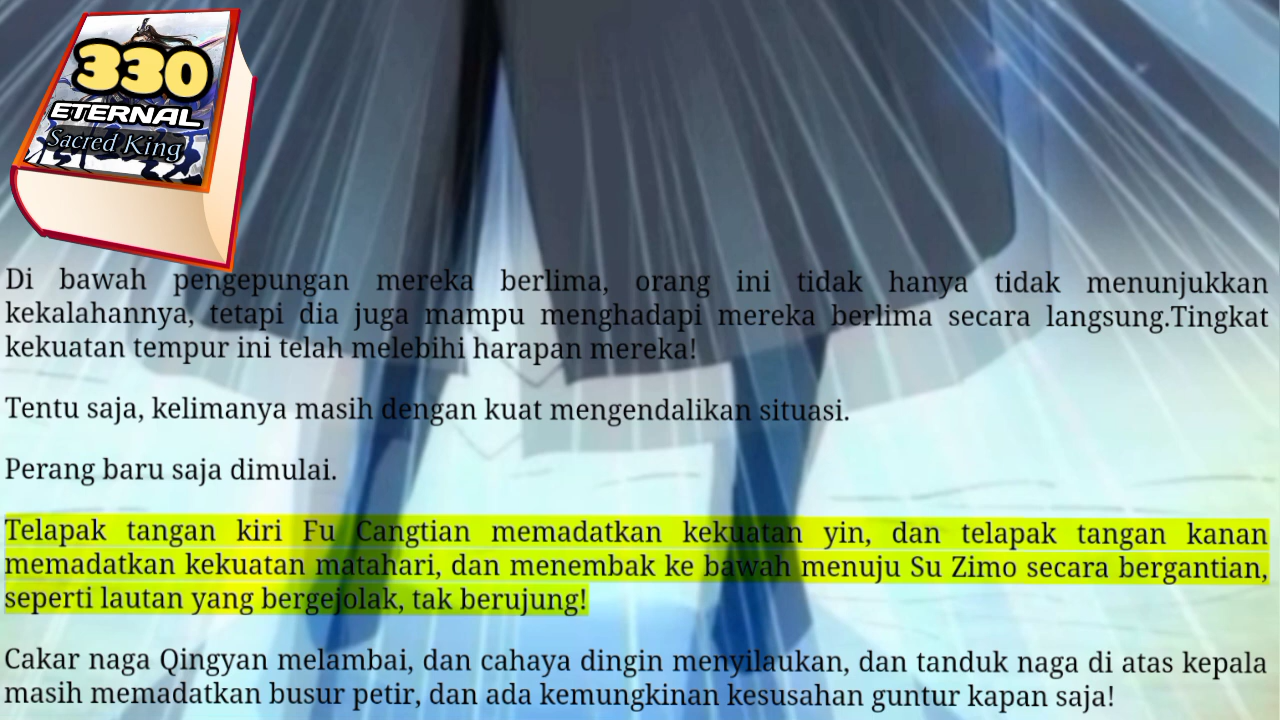 330
ETERNAL
Sacred King
Di bawah pengepungan mereka berlima, orang ini tidak hanya tidak menunjukkan
kekalahannya, tetapi dia juga mampu menghadapi mereka berlima secara langsung.Tingkat
kekuatan tempur ini telah melebihi harapan mereka!
Tentu saja, kelimanya masih dengan kuat mengendalikan situasi.
Perang baru saja dimulai.
Telapak tangan kiri Fu Cangtian memadatkan kekuatan yin, dan telapak tangan kanan
memadatkan kekuatan matahari, dan menembak ke bawah menuju Su Zimo secara bergantian,
seperti lautan yang bergejolak, tak berujung!
Cakar naga Qingyan melambai, dan cahaya dingin menyilaukan, dan tanduk naga di atas kepala
masih memadatkan busur petir, dan ada kemungkinan kesusahan guntur kapan saja!